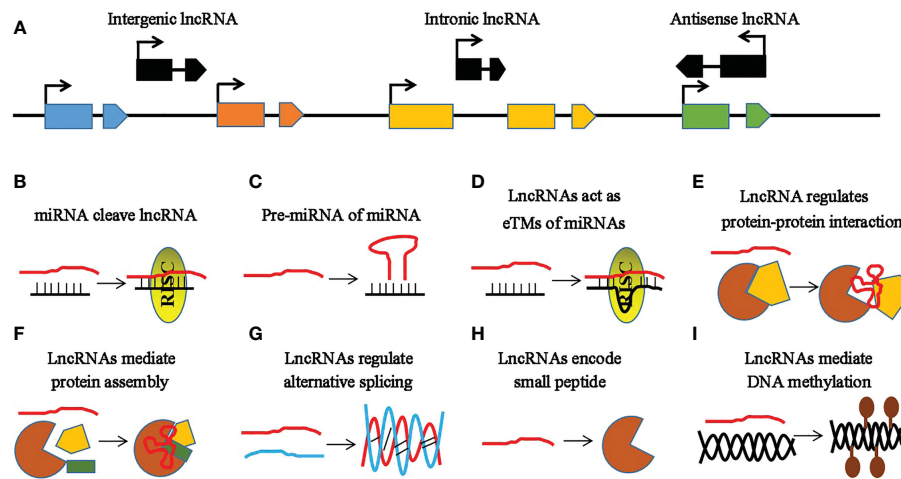 A
Intergenic lncRNA
Intronic lncRNA
Antisense lncRNA
B
miRNA cleave lncRNA
RISC
C
Pre-miRNA of miRNA
D
LncRNAs act as
eTMs of miRNAs
RISC
E
LncRNA regulates
protein-protein interaction
F
LncRNAs mediate
protein assembly
G
LncRNAs regulate
alternative splicing
H
LncRNAs encode
small peptide
I
LncRNAs mediate
DNA methylation